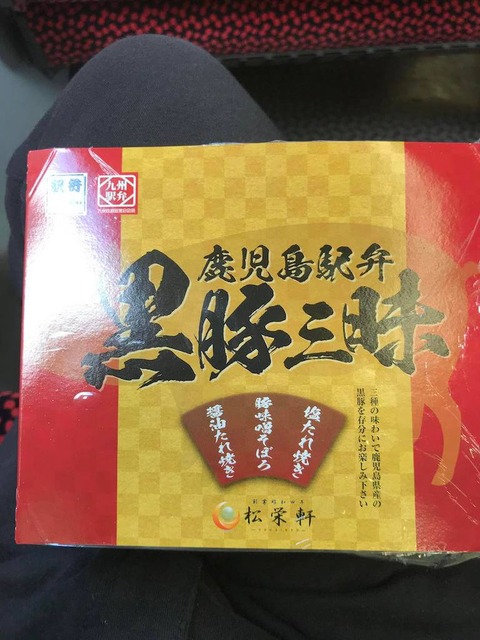 駅弁
九州
駅弁
鹿児島駅弁
黒豚三昧
塩だれ焼き
豚味噌そぼろ
醤油だれ焼き
三種の味わいで鹿児島県産の
黒豚を存分にお楽しみ下さい
松栄軒